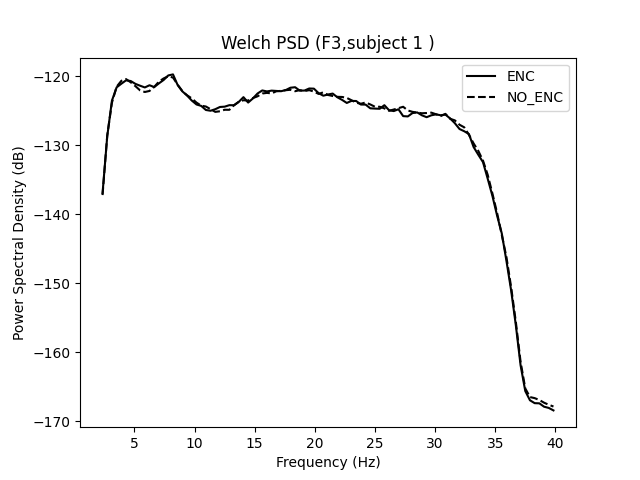 Welch PSD (F3,subject 1 )
ENC
NO_ENC
Power Spectral Density (dB)
−120
−130
−140
−150
−160
−170
5 10 15 20 25 30 35 40
Frequency (Hz)